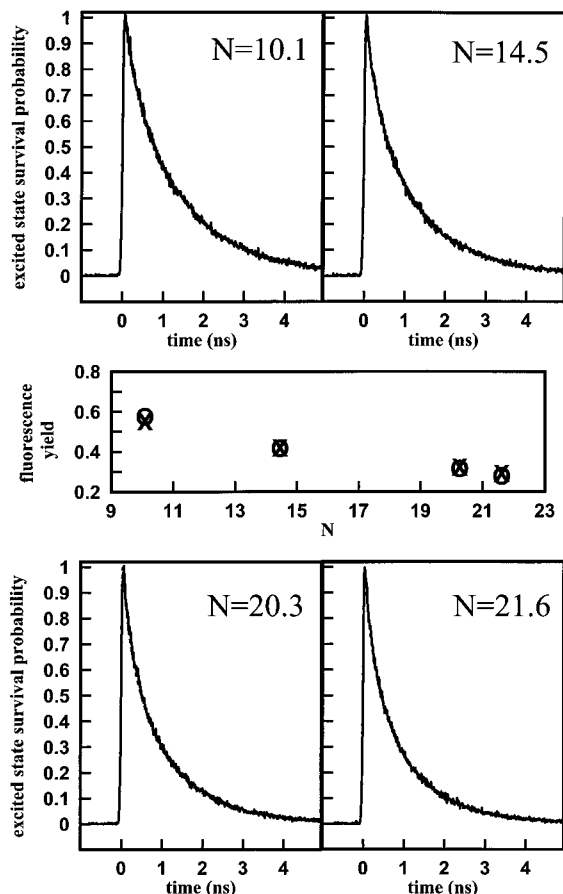 excited state survival probability
1
0.9
0.8
0.7
0.6
0.5
0.4
0.3
0.2
0.1
0
N=10.1
N=14.5
0 1 2 3 4
time (ns)
0 1 2 3 4
time (ns)
fluorescence
yield
0.8
0.6
0.4
0.2
9 11 13 15 17 19 21 23
N
excited state survival probability
1
0.9
0.8
0.7
0.6
0.5
0.4
0.3
0.2
0.1
0
N=20.3
N=21.6
0 1 2 3 4
time (ns)
0 1 2 3 4
time (ns)